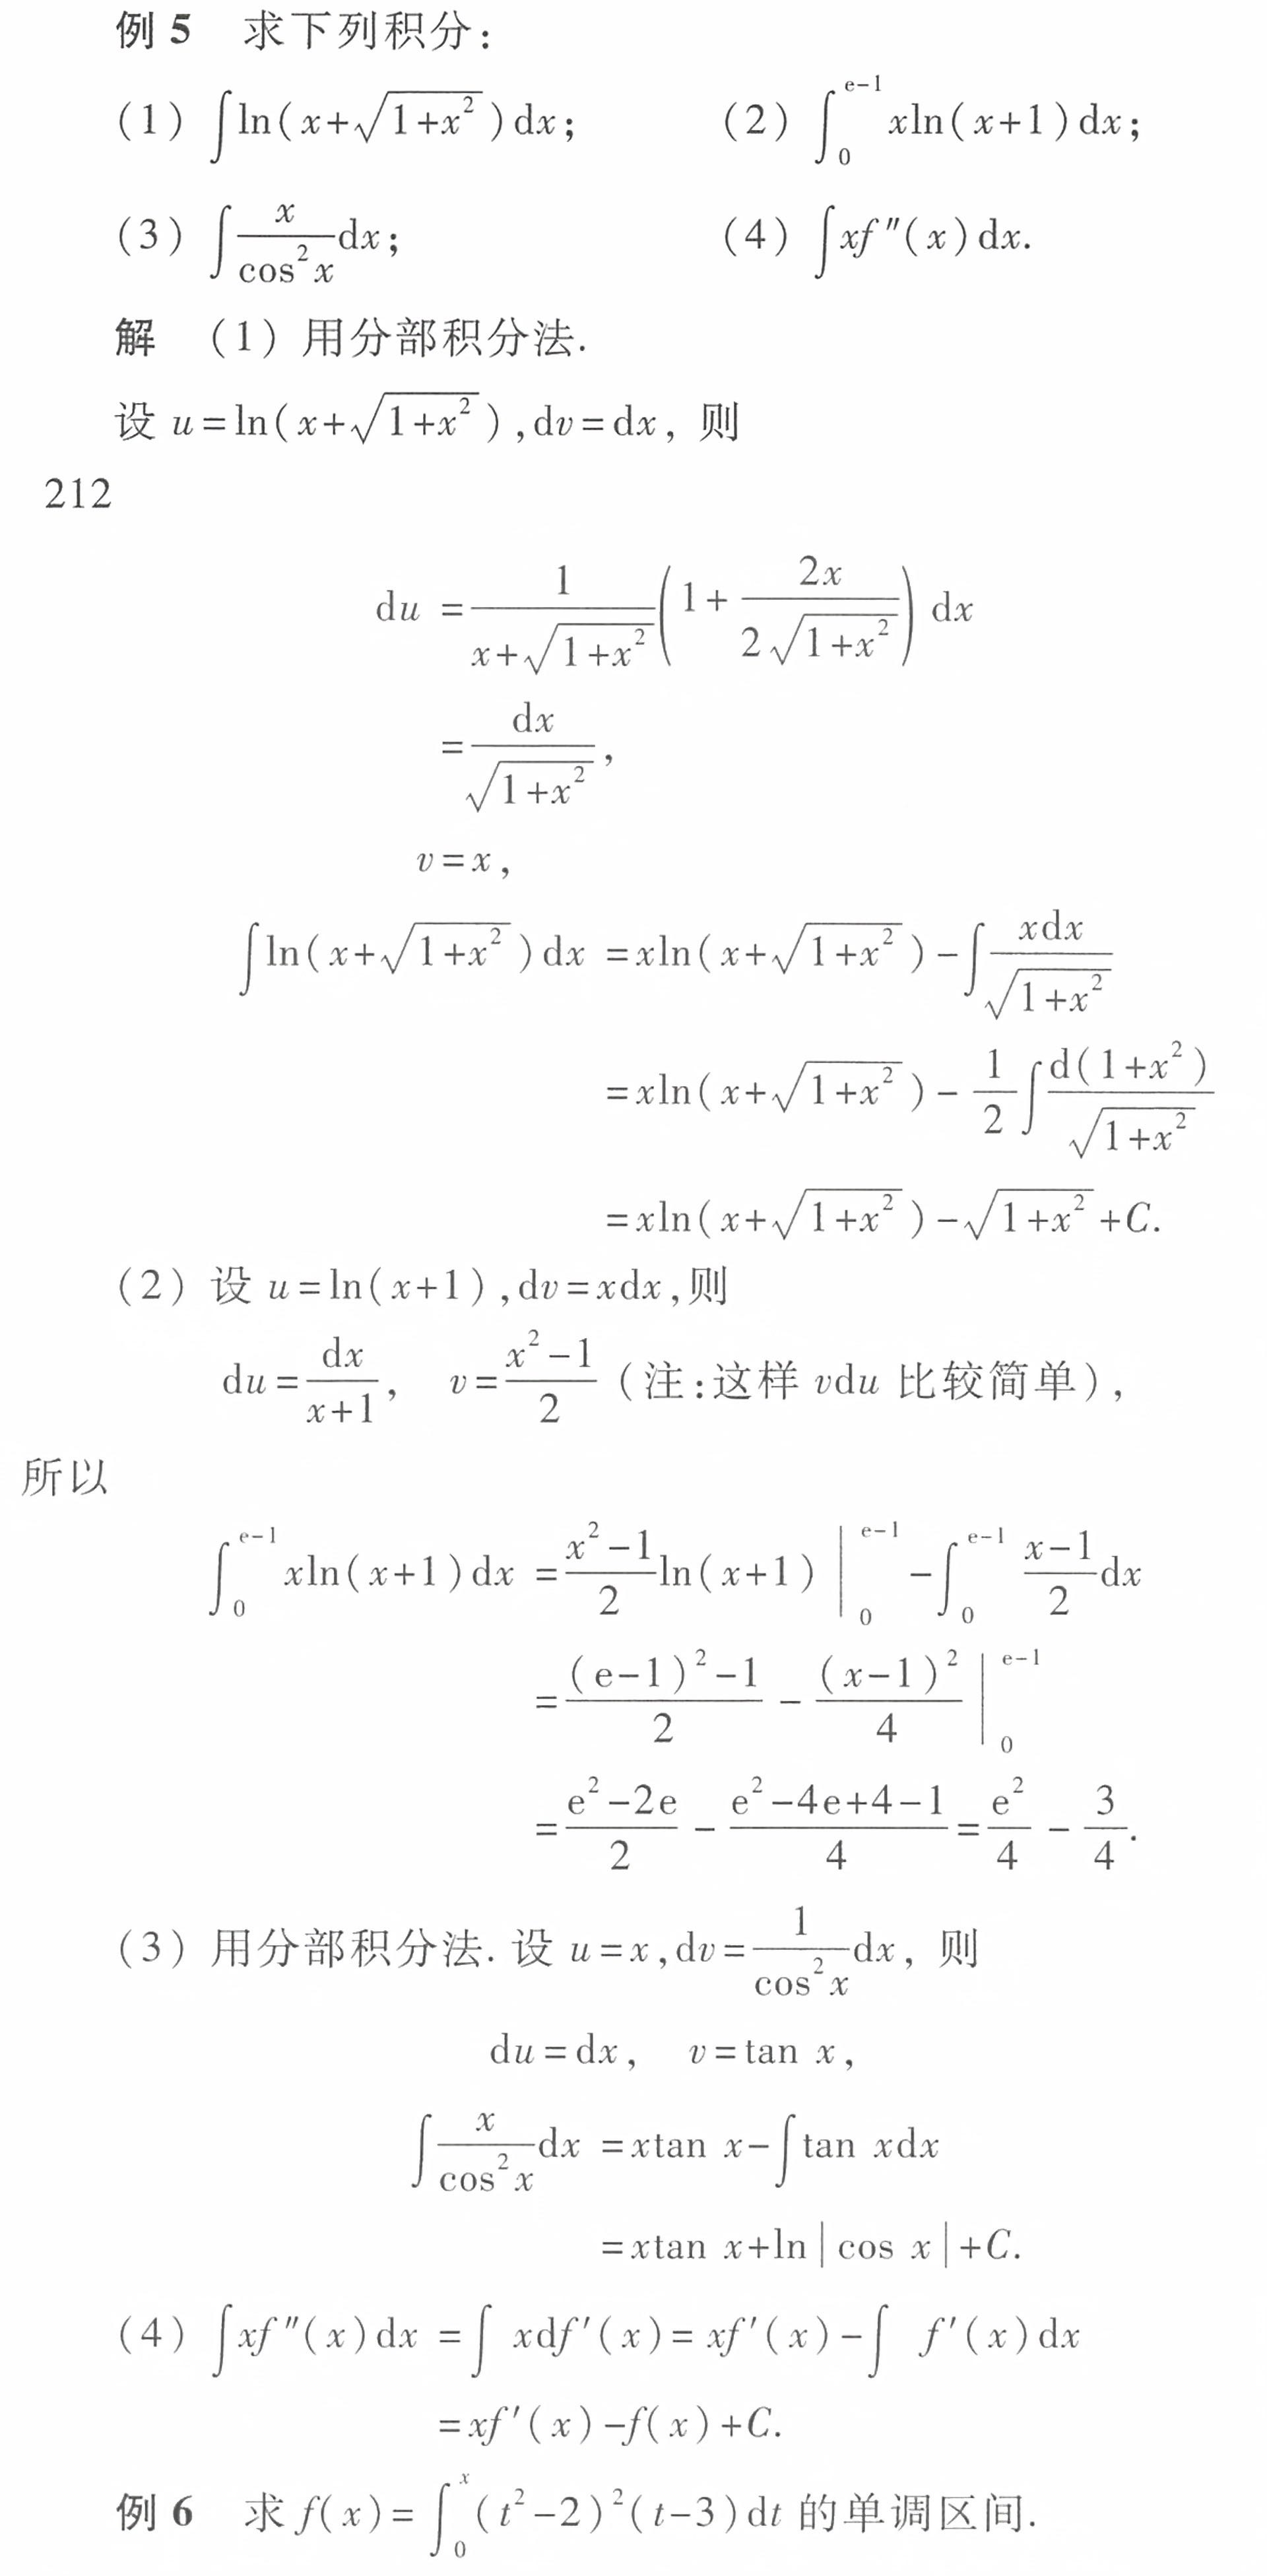 例 5　求下列积分:
(1) ∫ln(x+√(1+x²))dx;　(2) ∫₀^{e-1} xln(x+1)dx;
(3) ∫ x/cos²x dx;　(4) ∫xf″(x)dx.
解　(1) 用分部积分法.
设 u=ln(x+√(1+x²)),dv=dx, 则
212
du = 1/(x+√(1+x²)) (1+ 2x/(2√(1+x²))) dx
= dx/√(1+x²),
v=x,
∫ln(x+√(1+x²))dx =xln(x+√(1+x²))-∫ xdx/√(1+x²)
=xln(x+√(1+x²))- 1/2 ∫ d(1+x²)/√(1+x²)
=xln(x+√(1+x²))-√(1+x²)+C.
(2) 设 u=ln(x+1),dv=xdx,则
du= dx/(x+1),　v= (x²-1)/2 (注:这样 vdu 比较简单),
所以
∫₀^{e-1} xln(x+1)dx = (x²-1)/2 ln(x+1) |₀^{e-1} -∫₀^{e-1} (x-1)/2 dx
= ((e-1)²-1)/2 - (x-1)²/4 |₀^{e-1}
= (e²-2e)/2 - (e²-4e+4-1)/4 = e²/4 - 3/4.
(3) 用分部积分法. 设 u=x,dv= 1/cos²x dx, 则
du=dx,　v=tan x,
∫ x/cos²x dx =xtan x-∫tan xdx
=xtan x+ln|cos x|+C.
(4) ∫xf″(x)dx =∫ xdf′(x)= xf′(x)-∫ f′(x)dx
=xf′(x)-f(x)+C.
例 6　求 f(x)=∫₀^x (t²-2)²(t-3)dt 的单调区间.